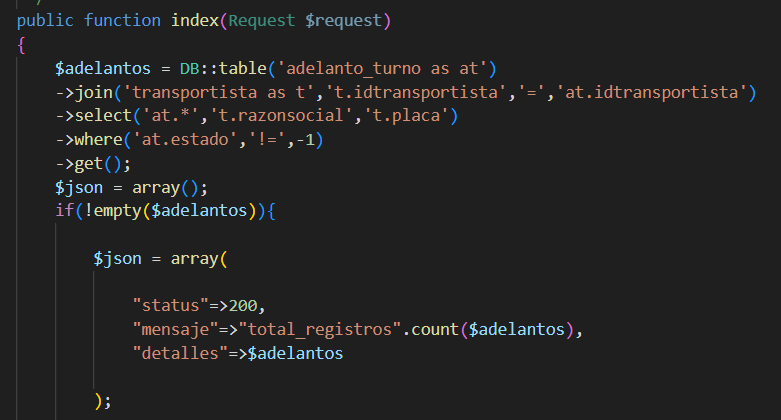 public function index(Request $request)
{
$adelantos = DB::table('adelanto_turno as at')
->join('transportista as t','t.idtransportista','=','at.idtransportista')
->select('at.*','t.razonsocial','t.placa')
->where('at.estado','!=',-1)
->get();
$json = array();
if(!empty($adelantos)){
$json = array(
"status"=>200,
"mensaje"=>"total_registros".count($adelantos),
"detalles"=>$adelantos
);